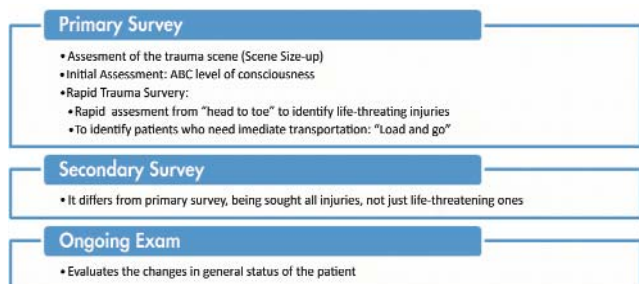 Primary Survey
• Assesment of the trauma scene (Scene Size-up)
• Initial Assessment: ABC level of consciousness
• Rapid Trauma Survery:
• Rapid assesment from "head to toe" to identify life-threating injuries
• To identify patients who need imediate transportation: "Load and go"
Secondary Survey
• It differs from primary survey, being sought all injuries, not just life-threatening ones
Ongoing Exam
• Evaluates the changes in general status of the patient